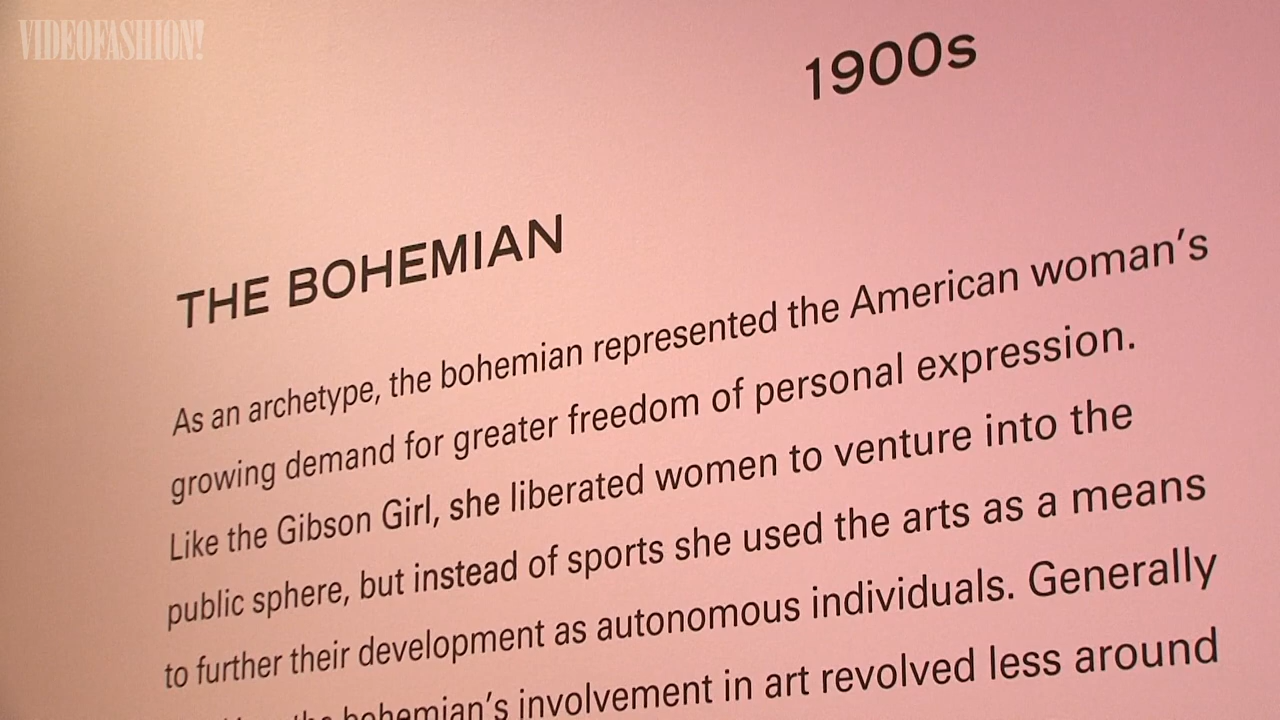 VIDEOFASHION!
1900s
THE BOHEMIAN
As an archetype, the bohemian represented the American woman's
growing demand for greater freedom of personal expression.
Like the Gibson Girl, she liberated women to venture into the
public sphere, but instead of sports she used the arts as a means
to further their development as autonomous individuals. Generally
the bohemian's involvement in art revolved less around